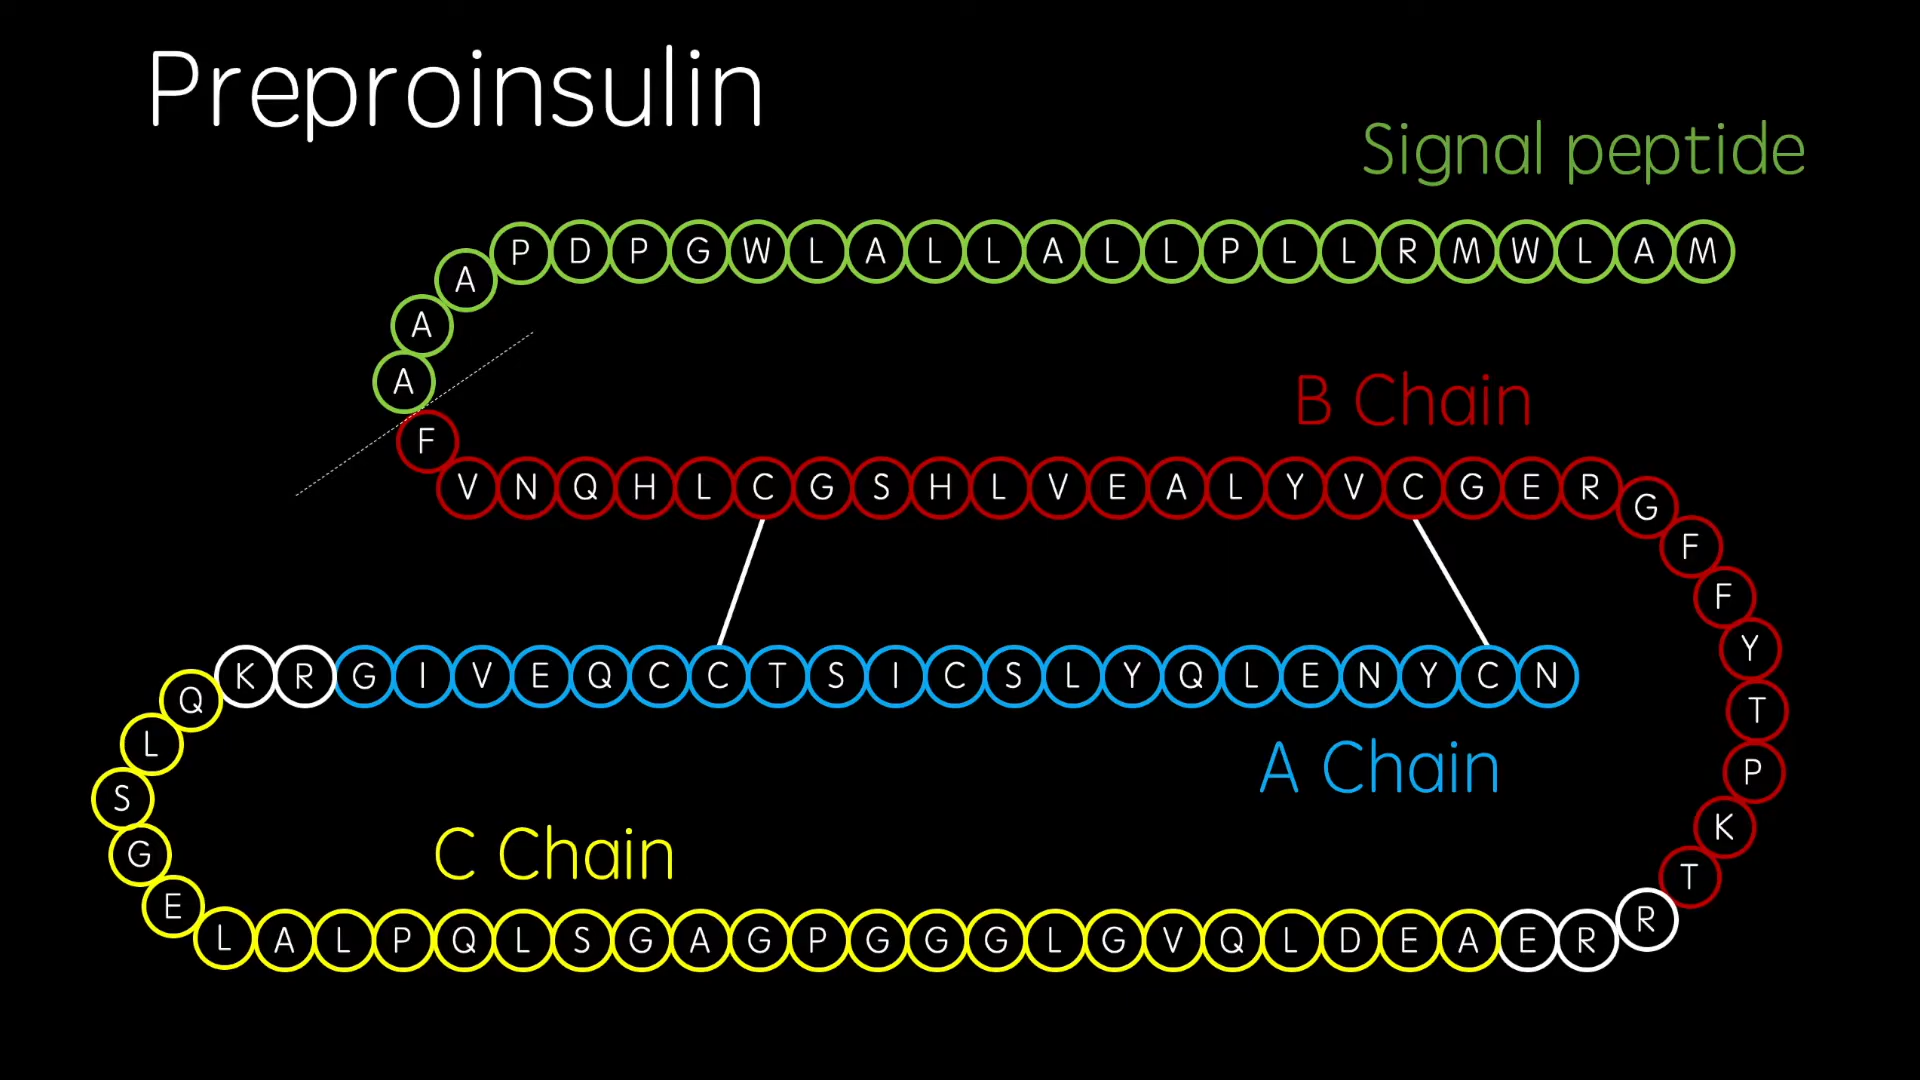 Preproinsulin
Signal peptide
P D P G W L A L L A L L P L L R M W L A M
A
A
A
B Chain
F
V N Q H L C G S H L V E A L Y V C G E R G
F
F
Y
T
P
K
T
R
K R G I V E Q C C T S I C S L Y Q L E N Y C N
Q
L
S
G
E
A Chain
C Chain
L A L P Q L S G A G P G G G L G V Q L D E A E R